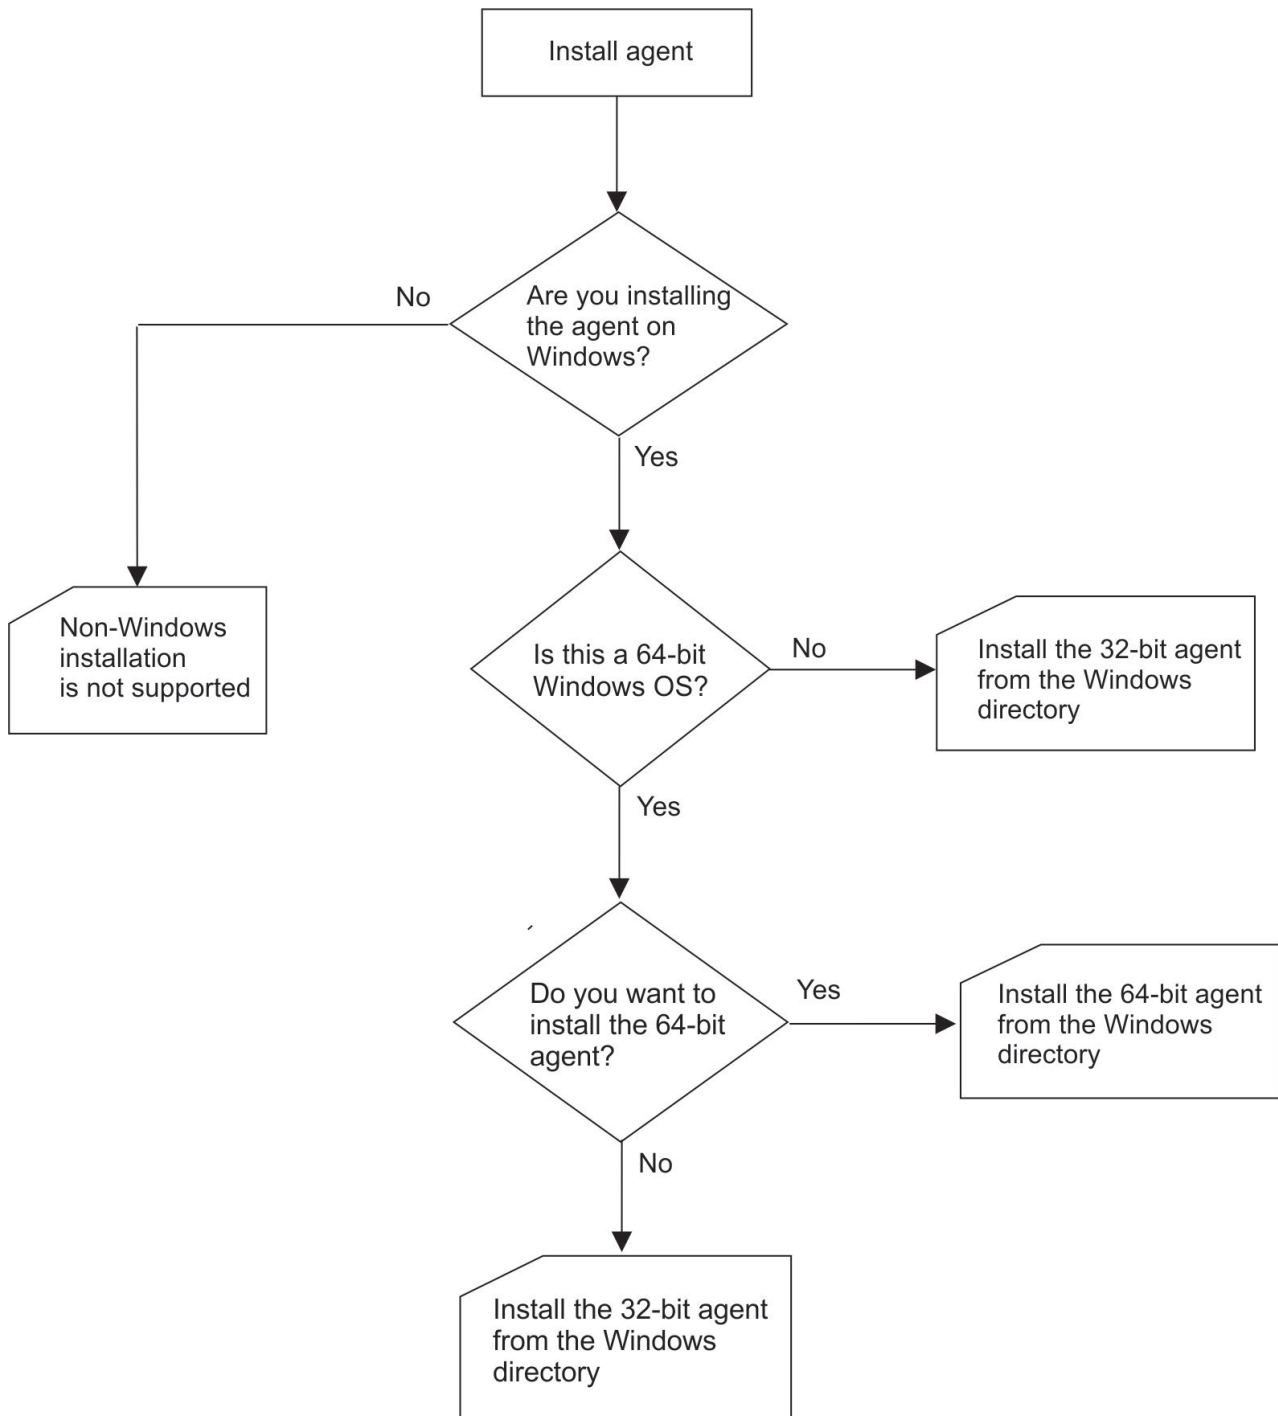 Install agent
No
Are you installing
the agent on
Windows?
Yes
Non-Windows
installation
is not supported
Is this a 64-bit
Windows OS?
No
Install the 32-bit agent
from the Windows
directory
Yes
Do you want to
install the 64-bit
agent?
Yes
Install the 64-bit agent
from the Windows
directory
No
Install the 32-bit agent
from the Windows
directory